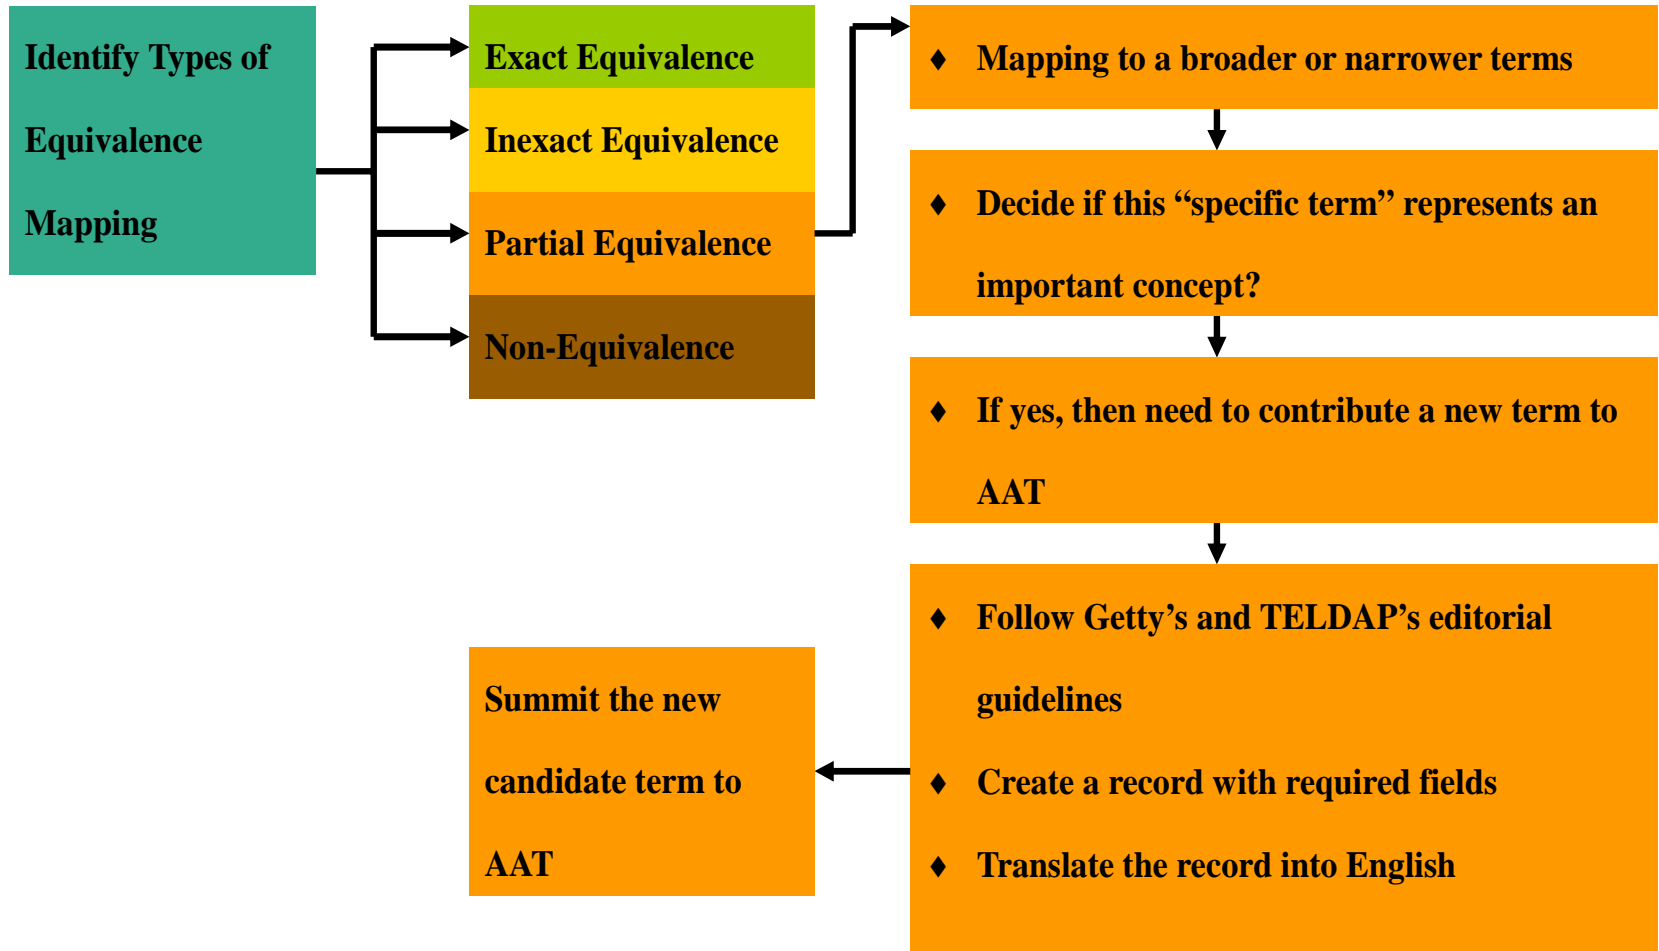 Identify Types of
Equivalence
Mapping
Exact Equivalence
Inexact Equivalence
Partial Equivalence
Non-Equivalence
♦ Mapping to a broader or narrower terms
♦ Decide if this “specific term” represents an
important concept?
♦ If yes, then need to contribute a new term to
AAT
♦ Follow Getty’s and TELDAP’s editorial
guidelines
♦ Create a record with required fields
♦ Translate the record into English
Summit the new
candidate term to
AAT